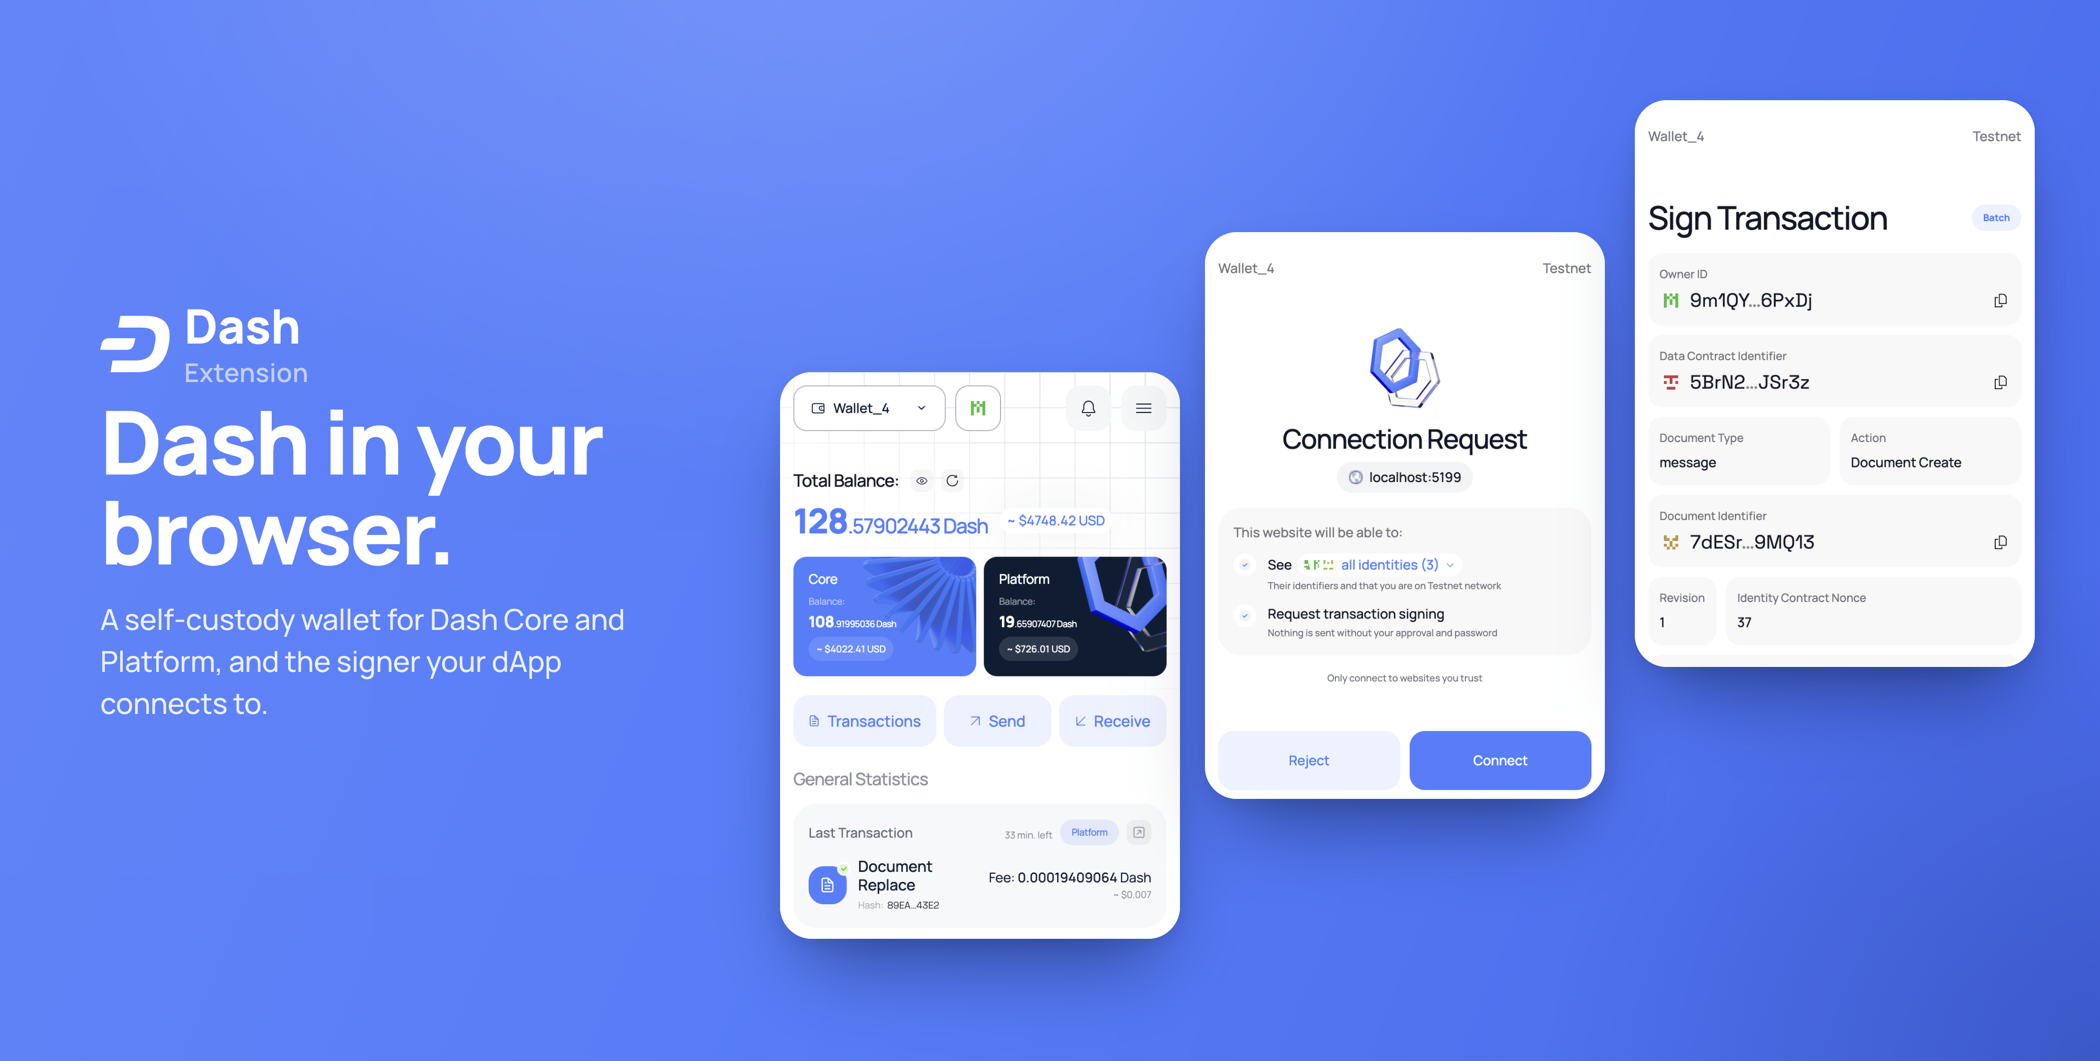 Dash
Extension
Dash in your
browser.
A self-custody wallet for Dash Core and
Platform, and the signer your dApp
connects to.
Wallet_4
Total Balance:
128.57902443 Dash
~ $4748.42 USD
Core
Balance:
108.91995036 Dash
~ $4022.41 USD
Platform
Balance:
19.65907407 Dash
~ $726.01 USD
Transactions
Send
Receive
General Statistics
Last Transaction
33 min. left
Platform
Document
Replace
Hash: 89EA...43E2
Fee: 0.00019409064 Dash
~ $0.007
Wallet_4
Testnet
Connection Request
localhost:5199
This website will be able to:
See all identities (3)
Their identifiers and that you are on Testnet network
Request transaction signing
Nothing is sent without your approval and password
Only connect to websites you trust
Reject
Connect
Wallet_4
Testnet
Sign Transaction
Batch
Owner ID
9m1QY...6PxDj
Data Contract Identifier
5BrN2...JSr3z
Document Type
message
Action
Document Create
Document Identifier
7dESr...9MQ13
Revision
1
Identity Contract Nonce
37